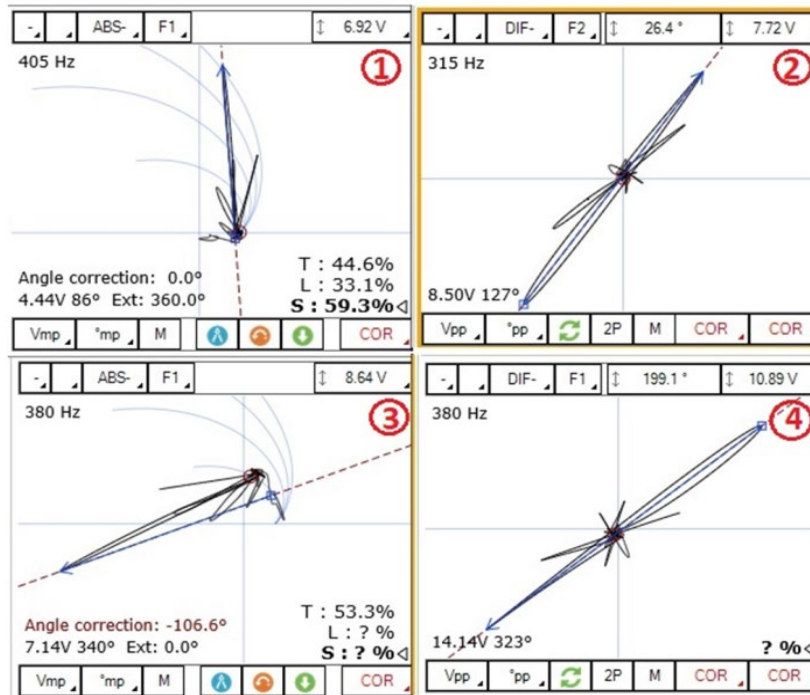 - ABS- F1 ↕ 6.92 V
405 Hz
1
Angle correction: 0.0°
4.44V 86° Ext: 360.0°
T : 44.6%
L : 33.1%
S : 59.3%
Vmp °mp M COR
- DIF- F2 ↕ 26.4 ° ↕ 7.72 V
315 Hz
2
8.50V 127°
Vpp °pp 2P M COR COR
- ABS- F1 ↕ 8.64 V
380 Hz
3
Angle correction: -106.6°
7.14V 340° Ext: 0.0°
T : 53.3%
L : ? %
S : ? %
Vmp °mp M COR
- DIF- F1 ↕ 199.1 ° ↕ 10.89 V
380 Hz
4
14.14V 323°
? %
Vpp °pp 2P M COR COR